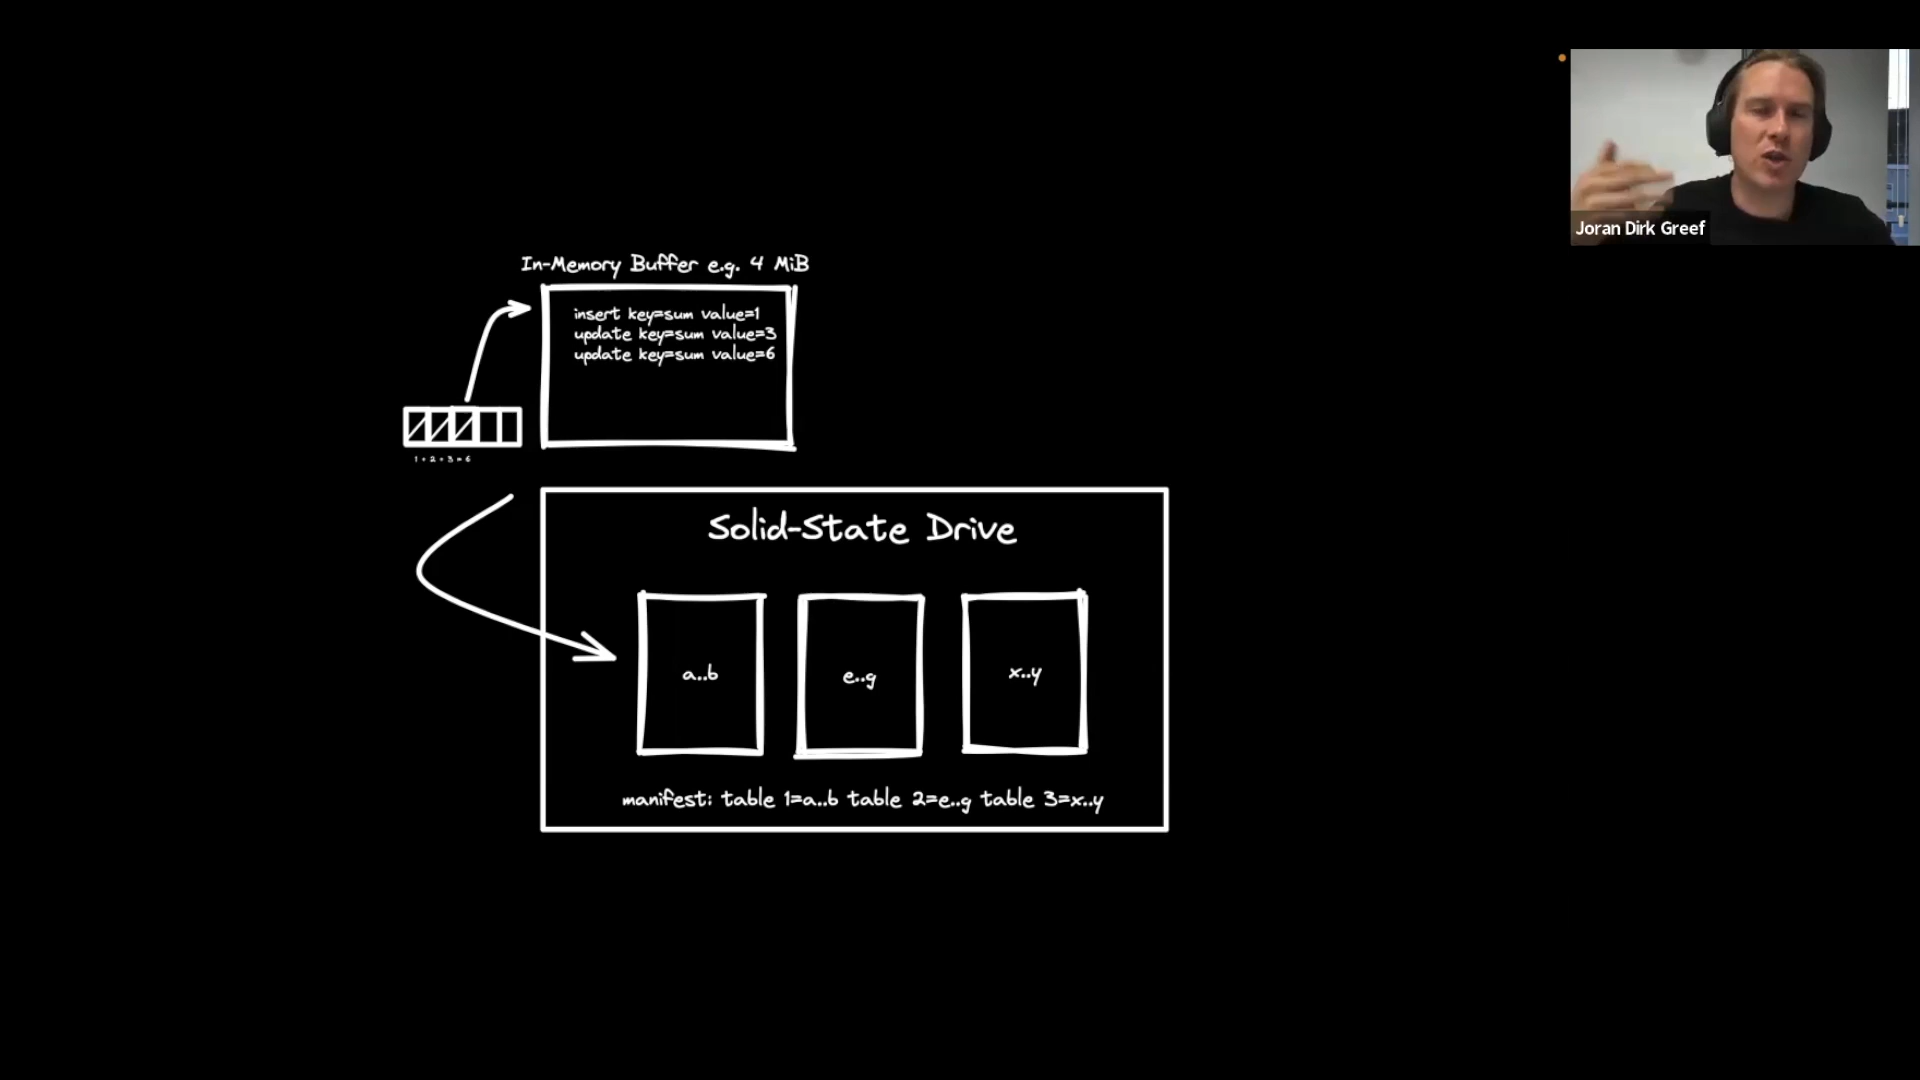 Joran Dirk Greef
In-Memory Buffer e.g. 4 MiB
insert key=sum value=1
update key=sum value=3
update key=sum value=6
1+2+3=6
Solid-State Drive
a..b
e..g
x..y
manifest: table 1=a..b table 2=e..g table 3=x..y